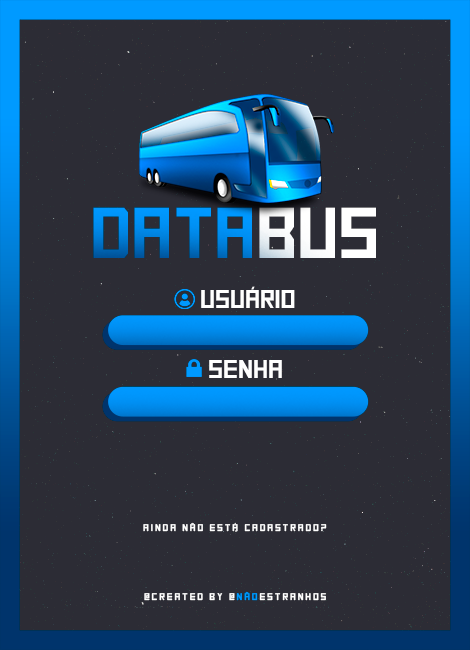 DATABUS
USUÁRIO
SENHA
AINDA NÃO ESTÁ CADASTRADO?
@CREATED BY @NÃOESTRANHOS